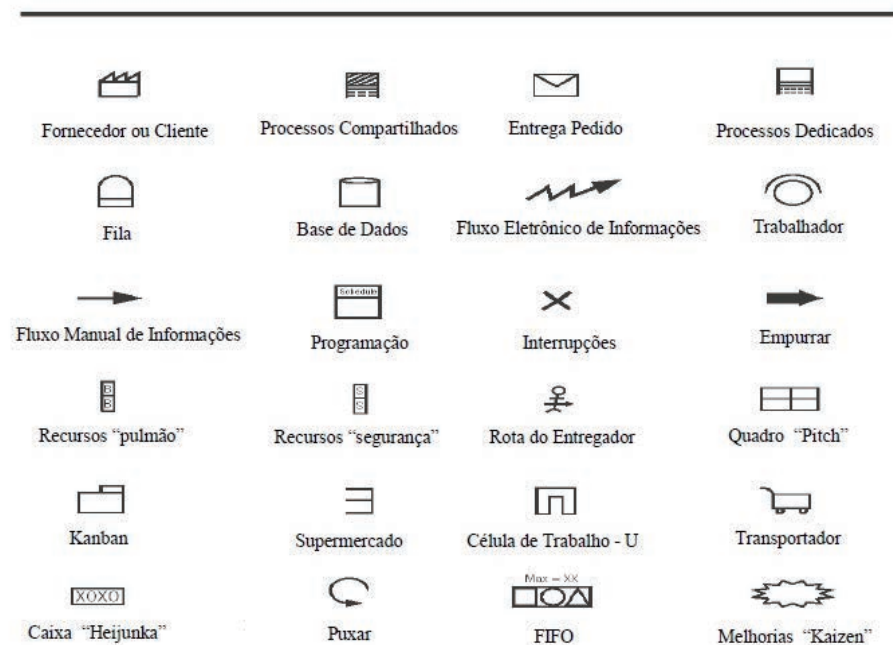 Fornecedor ou Cliente
Processos Compartilhados
Entrega Pedido
Processos Dedicados
Fila
Base de Dados
Fluxo Eletrônico de Informações
Trabalhador
Schedule
Fluxo Manual de Informações
Programação
Interrupções
Empurrar
B
B
S
S
Recursos “pulmão”
Recursos “segurança”
Rota do Entregador
Quadro “Pitch”
Kanban
Supermercado
Célula de Trabalho - U
Transportador
Max = XX
XOXO
Caixa “Heijunka”
Puxar
FIFO
Melhorias “Kaizen”